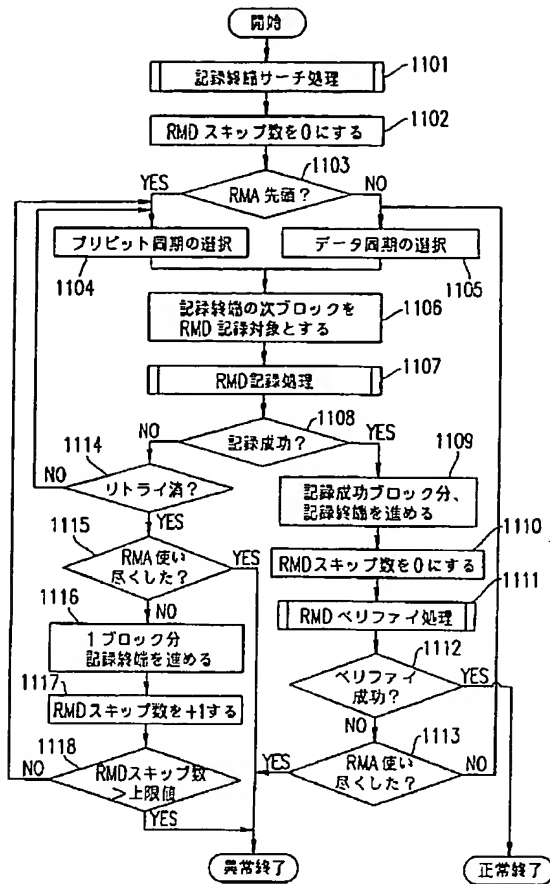 開始
記録終端サーチ処理
1101
RMDスキップ数を0にする
1102
1103
YES
RMA先頭?
NO
プリピット同期の選択
データ同期の選択
1104
1105
記録終端の次ブロックを
RMD記録対象とする
1106
RMD記録処理
1107
1108
NO
記録成功?
YES
1114
1109
NO
リトライ済?
記録成功ブロック分、
記録終端を進める
YES
1115
1110
RMA使い
尽くした?
YES
RMDスキップ数を0にする
1111
1116
NO
RMDベリファイ処理
1ブロック分
記録終端を進める
1112
ベリファイ
成功?
YES
1117
RMDスキップ数を+1する
NO
1113
1118
NO
RMDスキップ数
>上限値
YES
RMA使い
尽くした?
NO
YES
異常終了
正常終了